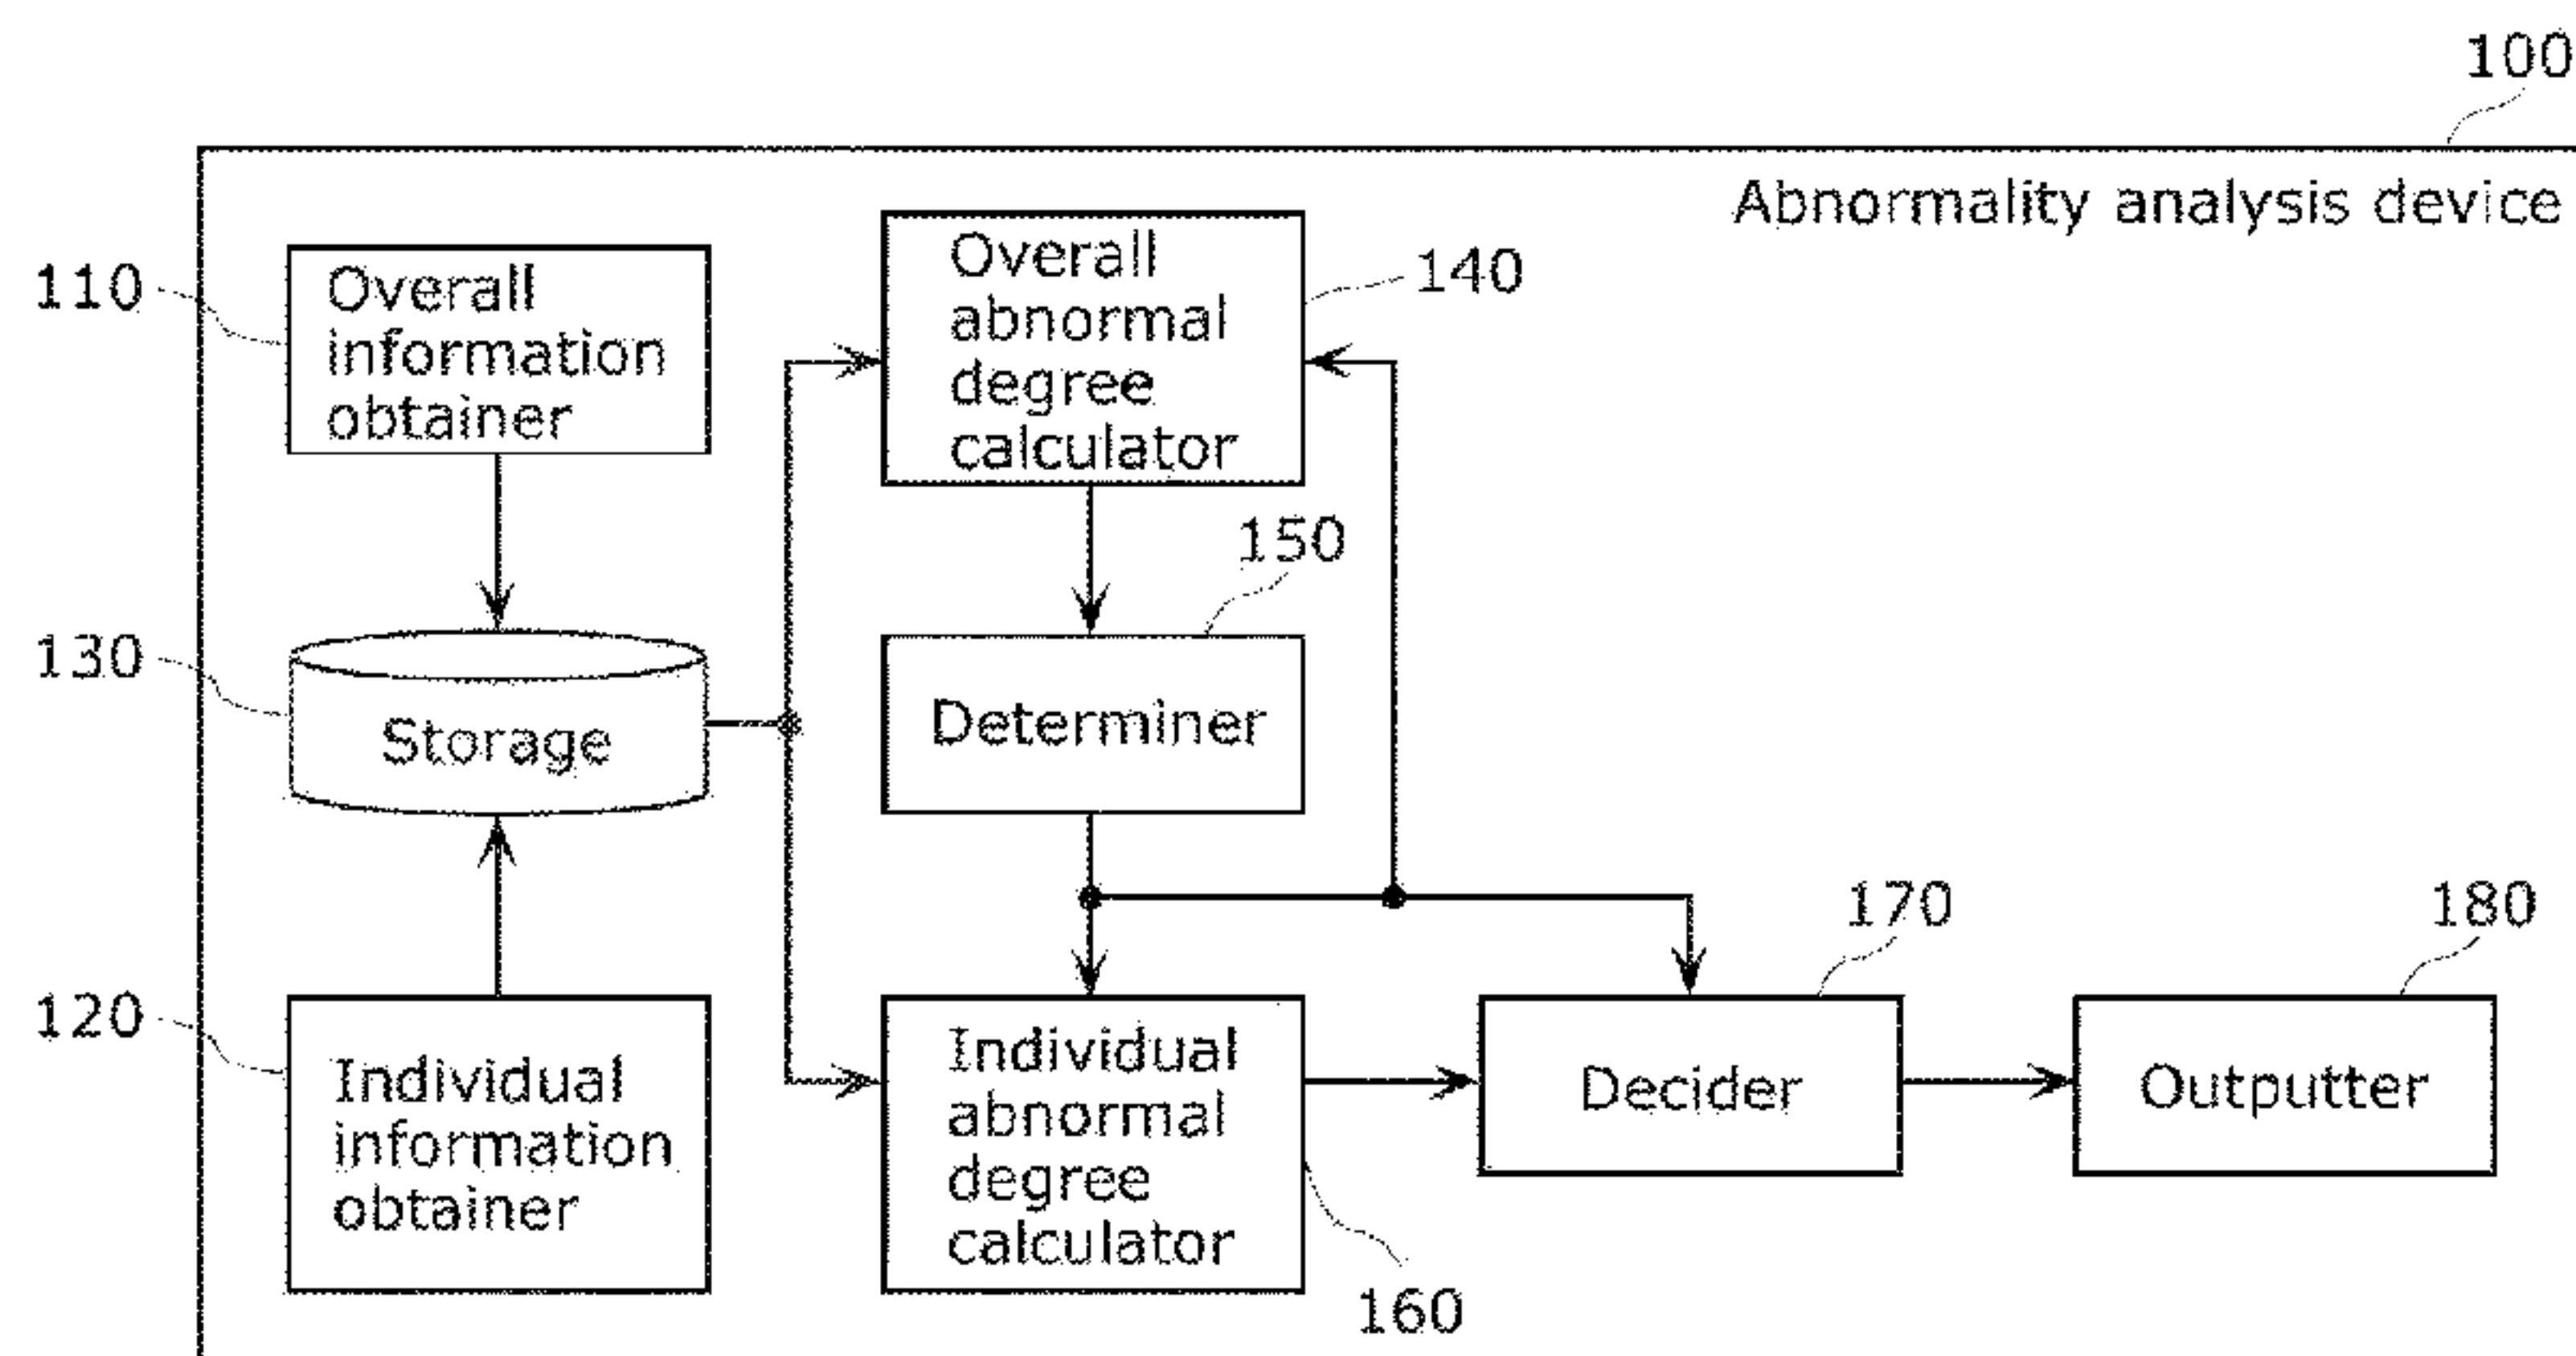 100
Abnormality analysis device
110
Overall
information
obtainer
Overall
abnormal
degree
calculator
140
150
130
Storage
Determiner
170
180
120
Individual
information
obtainer
Individual
abnormal
degree
calculator
Decider
Outputter
160